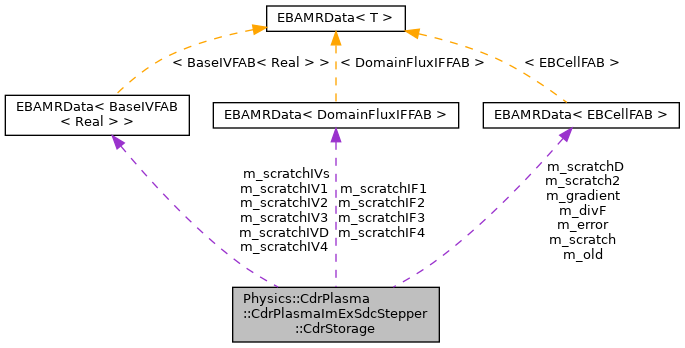 EBAMRData< T >
< BaseIVFAB< Real > >
< DomainFluxIFFAB >
< EBCellFAB >
EBAMRData< BaseIVFAB
< Real > >
EBAMRData< DomainFluxIFFAB >
EBAMRData< EBCellFAB >
m_scratchIVs
m_scratchIV1
m_scratchIV2
m_scratchIV3
m_scratchIVD
m_scratchIV4
m_scratchIF1
m_scratchIF2
m_scratchIF3
m_scratchIF4
m_scratchD
m_scratch2
m_gradient
m_divF
m_error
m_scratch
m_old
Physics::CdrPlasma
::CdrPlasmaImExSdcStepper
::CdrStorage